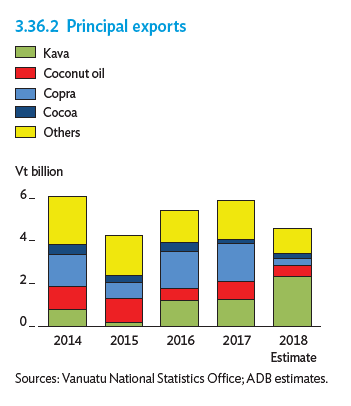 3.36.2 Principal exports
Kava
Coconut oil
Copra
Cocoa
Others
Vt billion
6
4
2
0
2014 2015 2016 2017 2018
Estimate
Sources: Vanuatu National Statistics Office; ADB estimates.